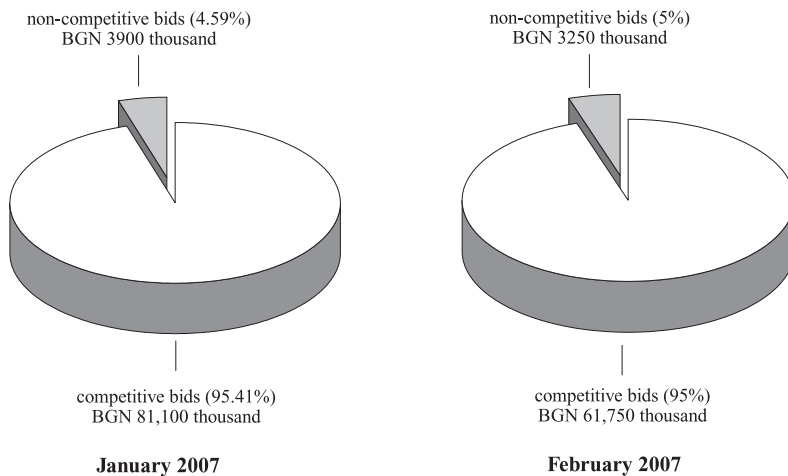 non-competitive bids (4.59%)
BGN 3900 thousand
competitive bids (95.41%)
BGN 81,100 thousand
January 2007
non-competitive bids (5%)
BGN 3250 thousand
competitive bids (95%)
BGN 61,750 thousand
February 2007